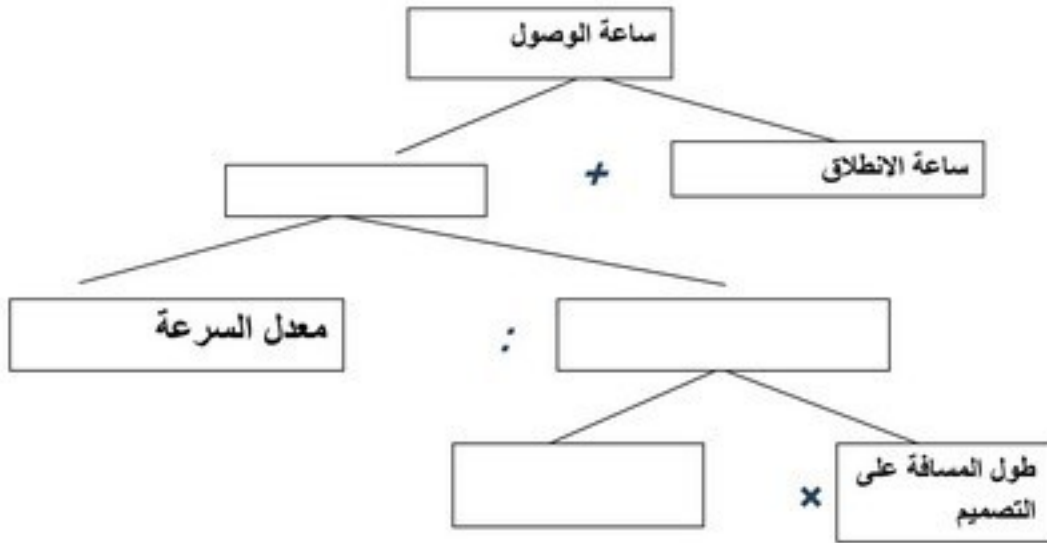 ساعة الوصول
ساعة الانطلاق
+
معدل السرعة
:
طول المسافة على
التصميم
×